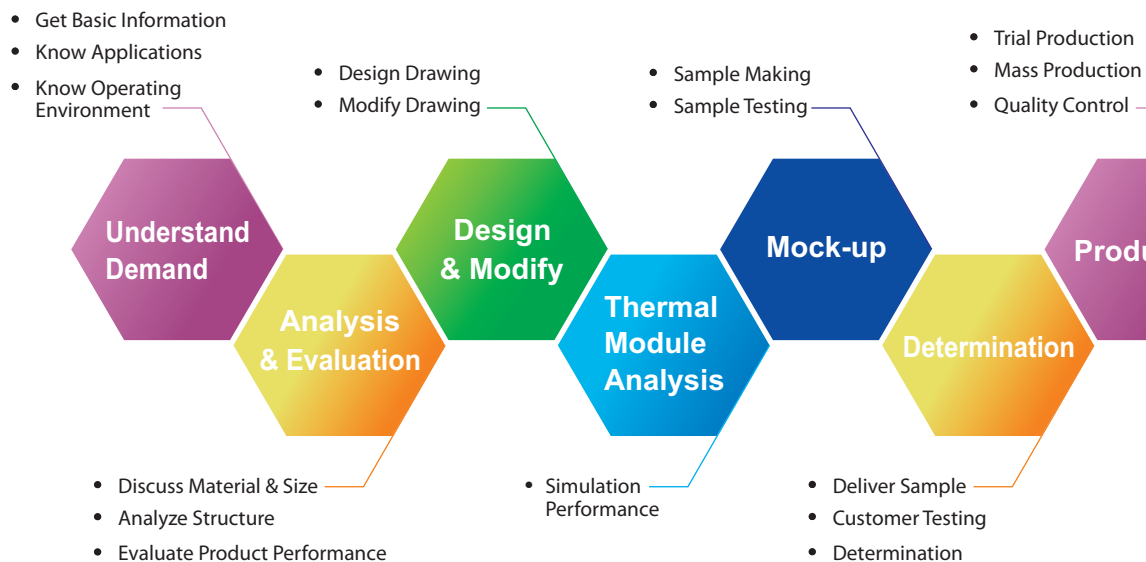 Get Basic Information
Know Applications
Know Operating
Environment
Understand
Demand
Discuss Material & Size
Analyze Structure
Evaluate Product Performance
Analysis
& Evaluation
Design Drawing
Modify Drawing
Design
& Modify
Simulation
Performance
Thermal
Module
Analysis
Sample Making
Sample Testing
Mock-up
Deliver Sample
Customer Testing
Determination
Determination
Trial Production
Mass Production
Quality Control